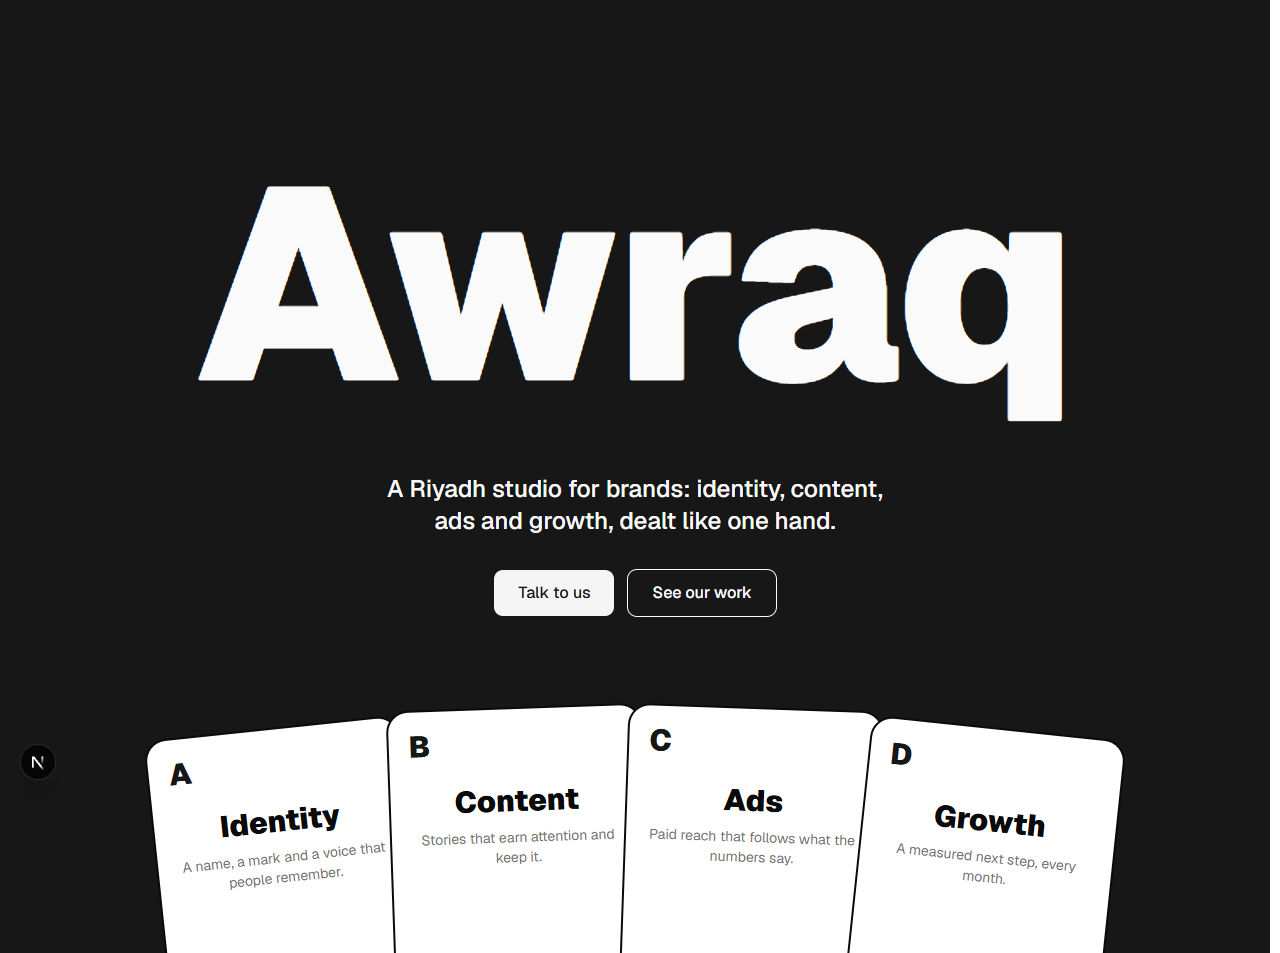 Awraq
A Riyadh studio for brands: identity, content,
ads and growth, dealt like one hand.
Talk to us
See our work
N
A
Identity
A name, a mark and a voice that
people remember.
B
Content
Stories that earn attention and
keep it.
C
Ads
Paid reach that follows what the
numbers say.
D
Growth
A measured next step, every
month.